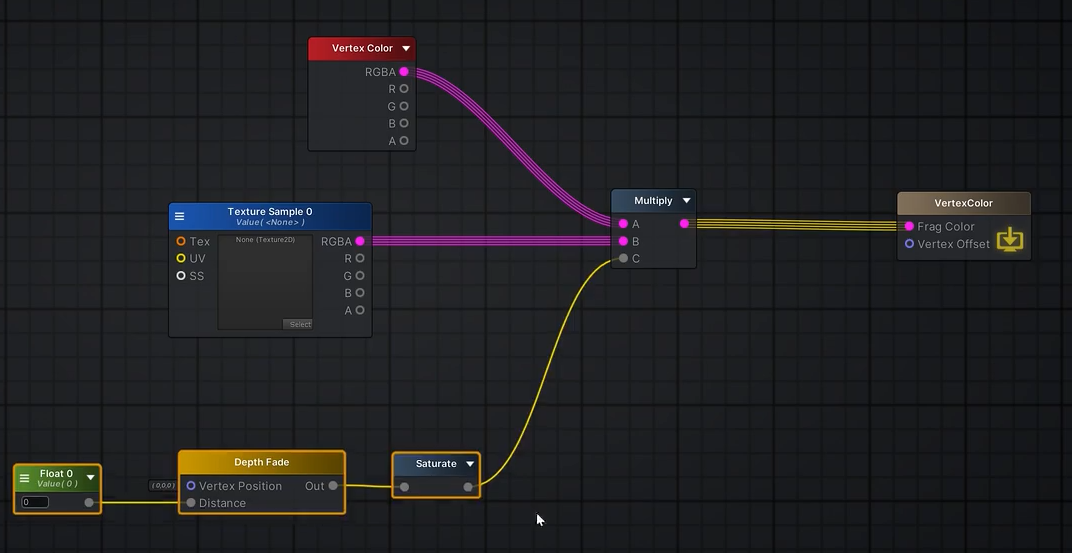 Vertex Color
RGBA
R
G
B
A
Texture Sample 0
Value( <None> )
Tex
UV
SS
None (Texture2D)
Select
RGBA
R
G
B
A
Multiply
A
B
C
VertexColor
Frag Color
Vertex Offset
Float 0
Value( 0 )
0
(0,0,0)
Depth Fade
Vertex Position
Distance
Out
Saturate